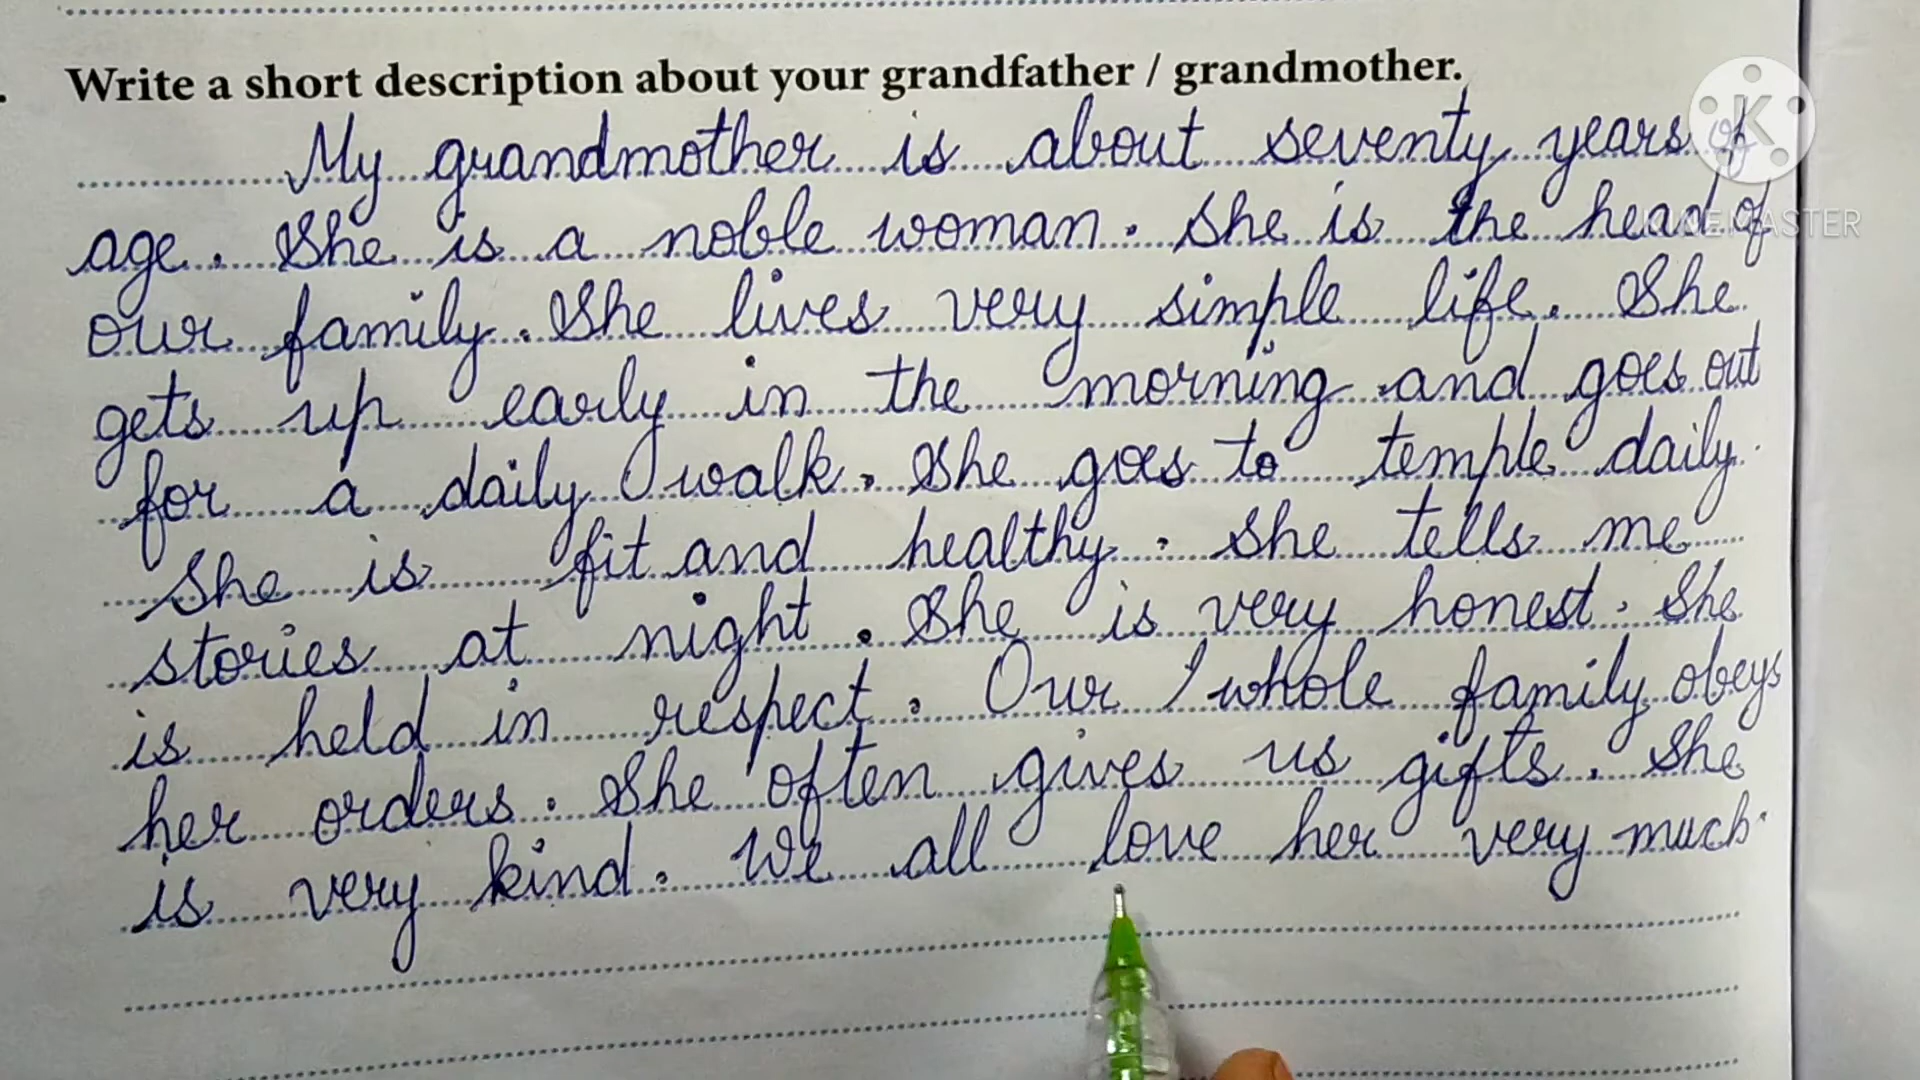 Write a short description about your grandfather / grandmother.
My grandmother is about seventy years of
age. She is a noble woman. She is the head of
our family. She lives very simple life. She
gets up early in the morning and goes out
for a daily walk. She goes to temple daily.
She is fit and healthy. She tells me
stories at night. She is very honest. She
is held in respect. Our whole family obeys
her orders. She often gives us gifts. She
is very kind. We all love her very much.
K
KINEMASTER